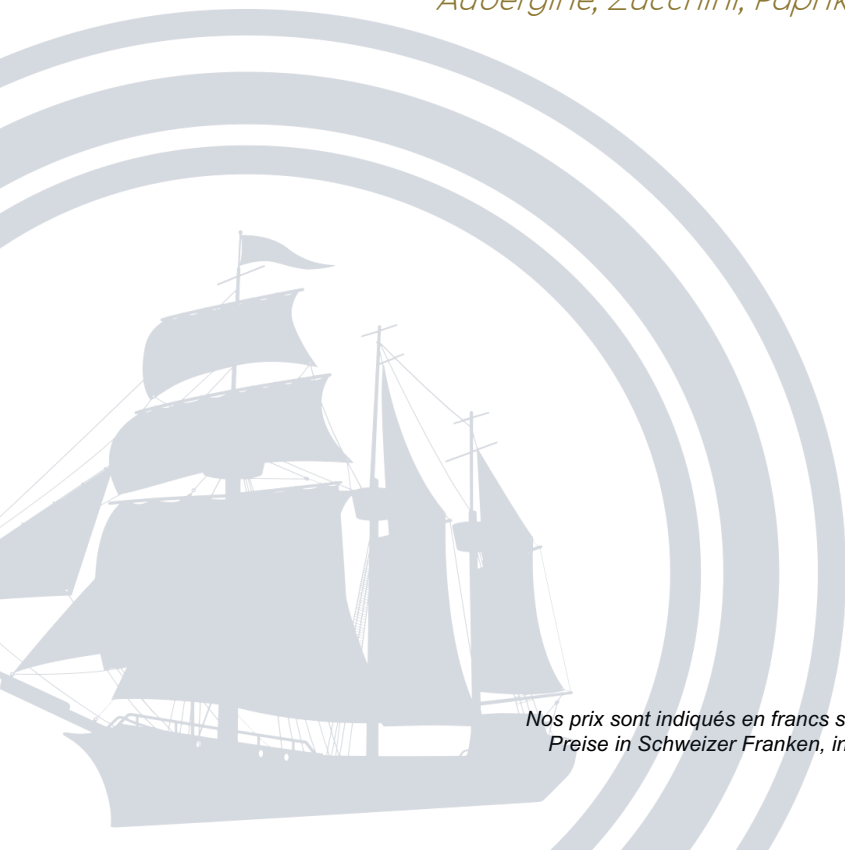 Aubergine, Zucchini, Paprik
Nos prix sont indiqués en francs s
Preise in Schweizer Franken, in